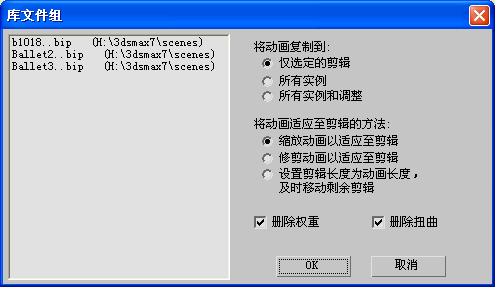 库文件组
b1018..bip (H:\3dsmax7\scenes)
Ballet2..bip (H:\3dsmax7\scenes)
Ballet3..bip (H:\3dsmax7\scenes)
将动画复制到:
仅选定的剪辑
所有实例
所有实例和调整
将动画适应至剪辑的方法:
缩放动画以适应至剪辑
修剪动画以适应至剪辑
设置剪辑长度为动画长度，
及时移动剩余剪辑
删除权重 删除扭曲
OK 取消